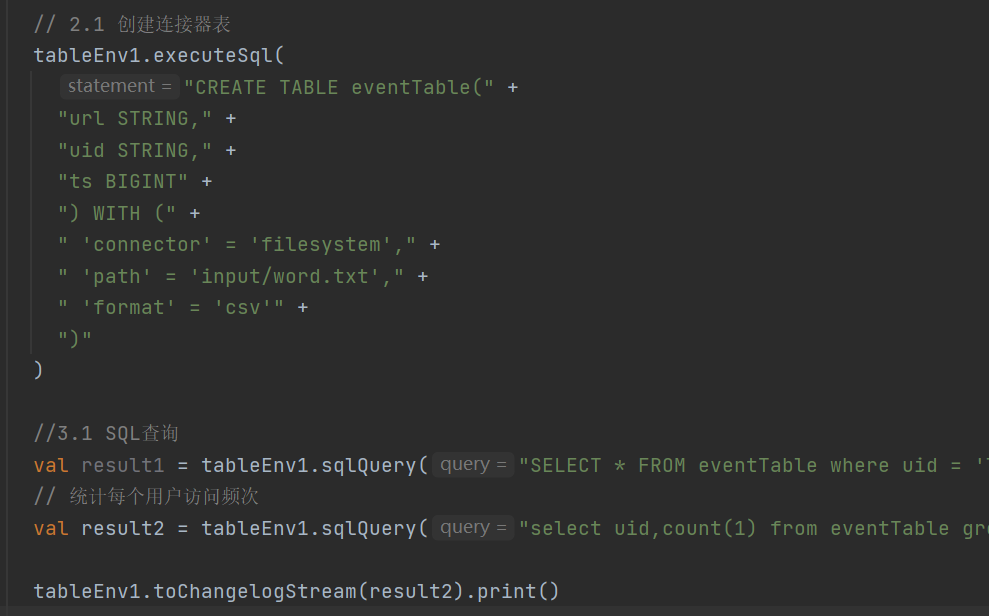 // 2.1 创建连接器表
tableEnv1.executeSql(
statement = "CREATE TABLE eventTable(" +
"url STRING," +
"uid STRING," +
"ts BIGINT" +
") WITH (" +
" 'connector' = 'filesystem'," +
" 'path' = 'input/word.txt'," +
" 'format' = 'csv'" +
")"
)
//3.1 SQL查询
val result1 = tableEnv1.sqlQuery( query = "SELECT * FROM eventTable where uid = '
// 统计每个用户访问频次
val result2 = tableEnv1.sqlQuery( query = "select uid,count(1) from eventTable gr
tableEnv1.toChangelogStream(result2).print()